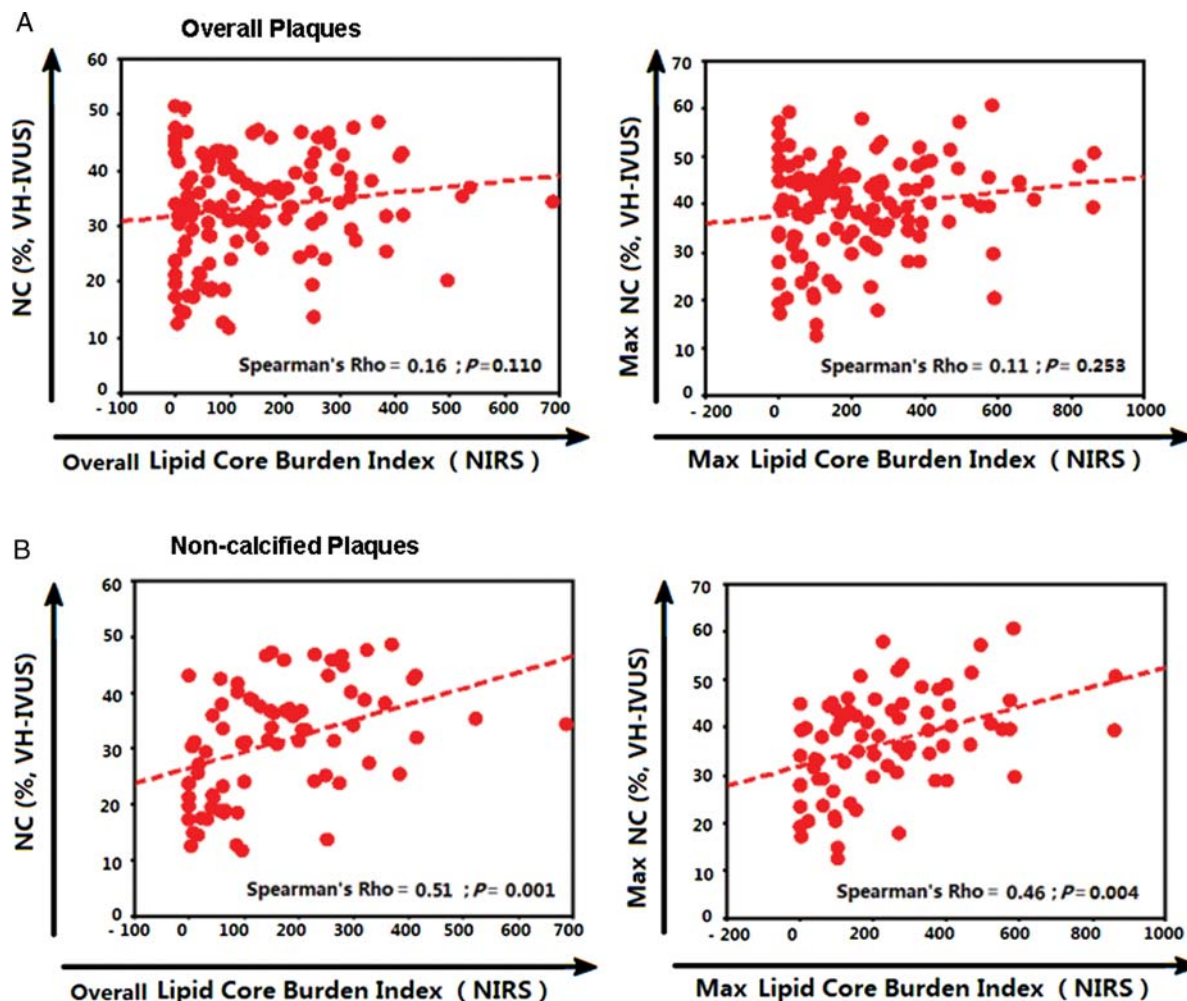 A
Overall Plaques
NC (%, VH-IVUS)
60
50
40
30
20
10
0
- 100 0 100 200 300 400 500 600 700
Spearman's Rho = 0.16 ; P=0.110
Overall Lipid Core Burden Index ( NIRS )
Max NC (%, VH-IVUS)
70
60
50
40
30
20
10
0
- 200 0 200 400 600 800 1000
Spearman's Rho = 0.11 ; P = 0.253
Max Lipid Core Burden Index ( NIRS )
B
Non-calcified Plaques
NC (%, VH-IVUS)
60
50
40
30
20
10
0
- 100 0 100 200 300 400 500 600 700
Spearman's Rho = 0.51 ; P= 0.001
Overall Lipid Core Burden Index ( NIRS )
Max NC (%, VH-IVUS)
70
60
50
40
30
20
10
0
- 200 0 200 400 600 800 1000
Spearman's Rho = 0.46 ; P= 0.004
Max Lipid Core Burden Index ( NIRS )